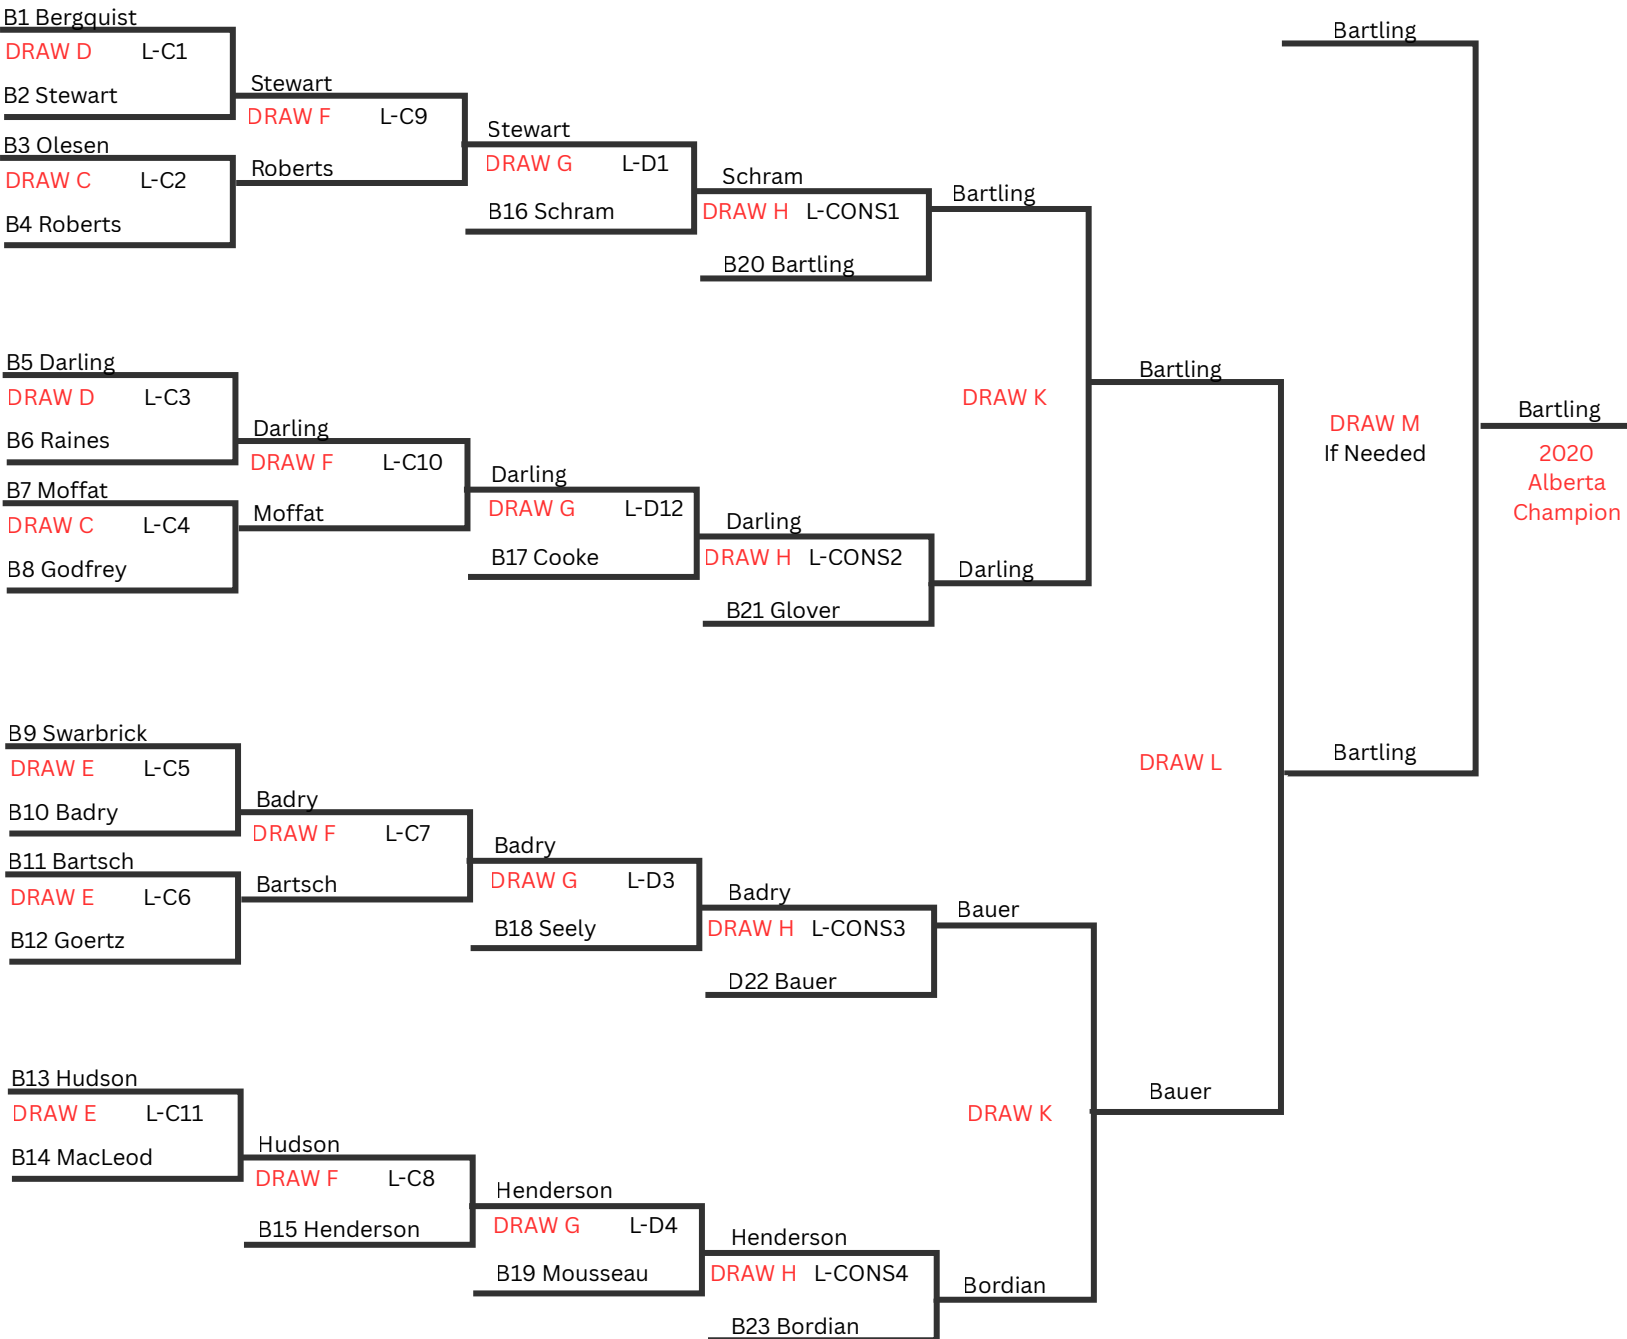 B1 Bergquist
DRAW D L-C1
B2 Stewart
Stewart
DRAW F L-C9
Roberts
B3 Olesen
DRAW C L-C2
B4 Roberts
Stewart
DRAW G L-D1
B16 Schram
Schram
DRAW H L-CONS1
B20 Bartling
Bartling
B5 Darling
DRAW D L-C3
B6 Raines
Darling
DRAW F L-C10
Moffat
B7 Moffat
DRAW C L-C4
B8 Godfrey
Darling
DRAW G L-D12
B17 Cooke
Darling
DRAW H L-CONS2
B21 Glover
Darling
DRAW K
Bartling
B9 Swarbrick
DRAW E L-C5
B10 Badry
Badry
DRAW F L-C7
Bartsch
B11 Bartsch
DRAW E L-C6
B12 Goertz
Badry
DRAW G L-D3
B18 Seely
Badry
DRAW H L-CONS3
D22 Bauer
Bauer
B13 Hudson
DRAW E L-C11
B14 MacLeod
Hudson
DRAW F L-C8
B15 Henderson
Henderson
DRAW G L-D4
B19 Mousseau
Henderson
DRAW H L-CONS4
B23 Bordian
Bordian
DRAW K
Bauer
DRAW L
Bartling
DRAW M
If Needed
Bartling
Bartling
2020
Alberta
Champion